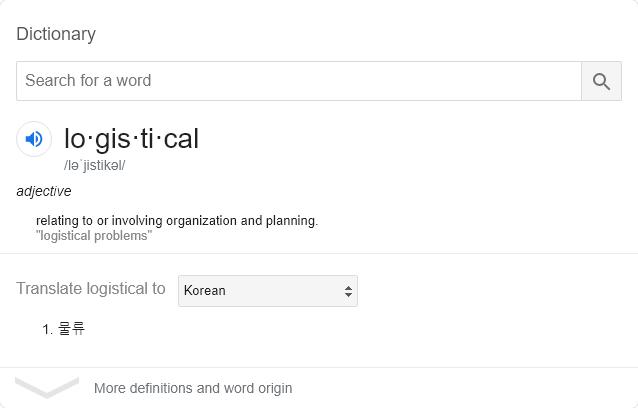 Dictionary
Search for a word
lo·gis·ti·cal
/ləˈjistikəl/
adjective
relating to or involving organization and planning.
"logistical problems"
Translate logistical to Korean
1. 물류
More definitions and word origin